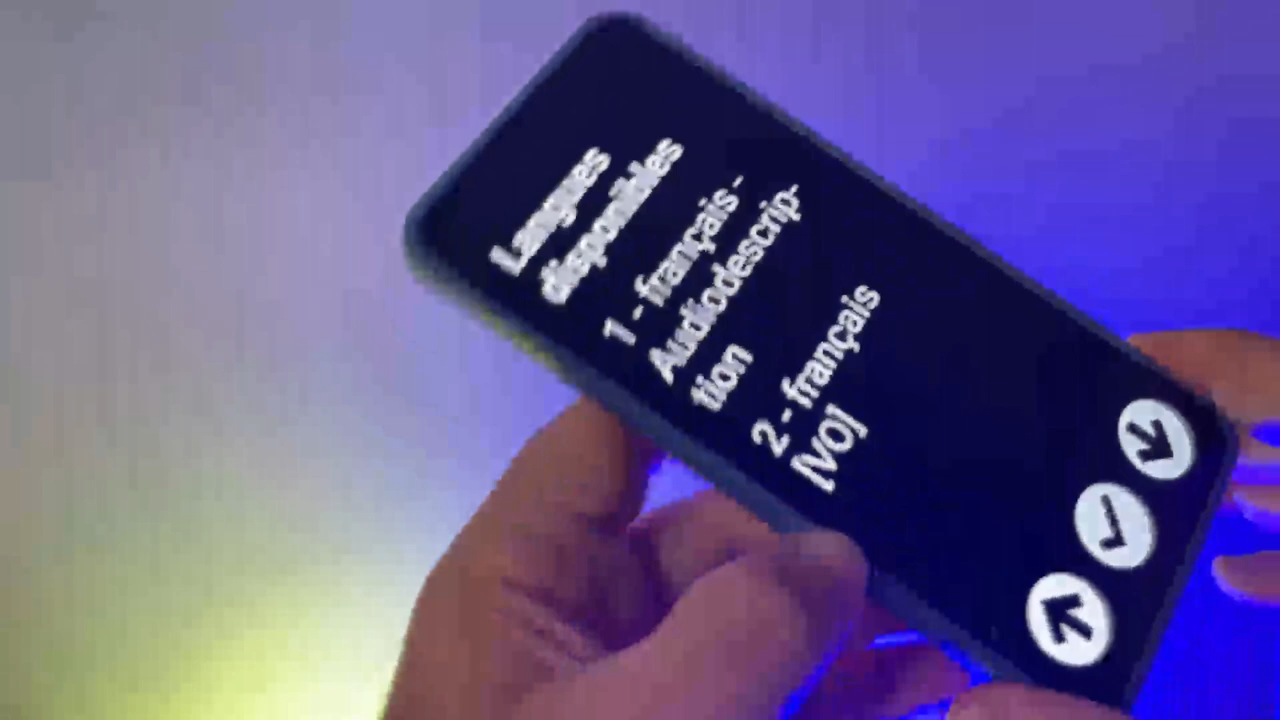 Langues
disponibles
1 - français -
Audiodescrip-
tion
2 - français
[VO]